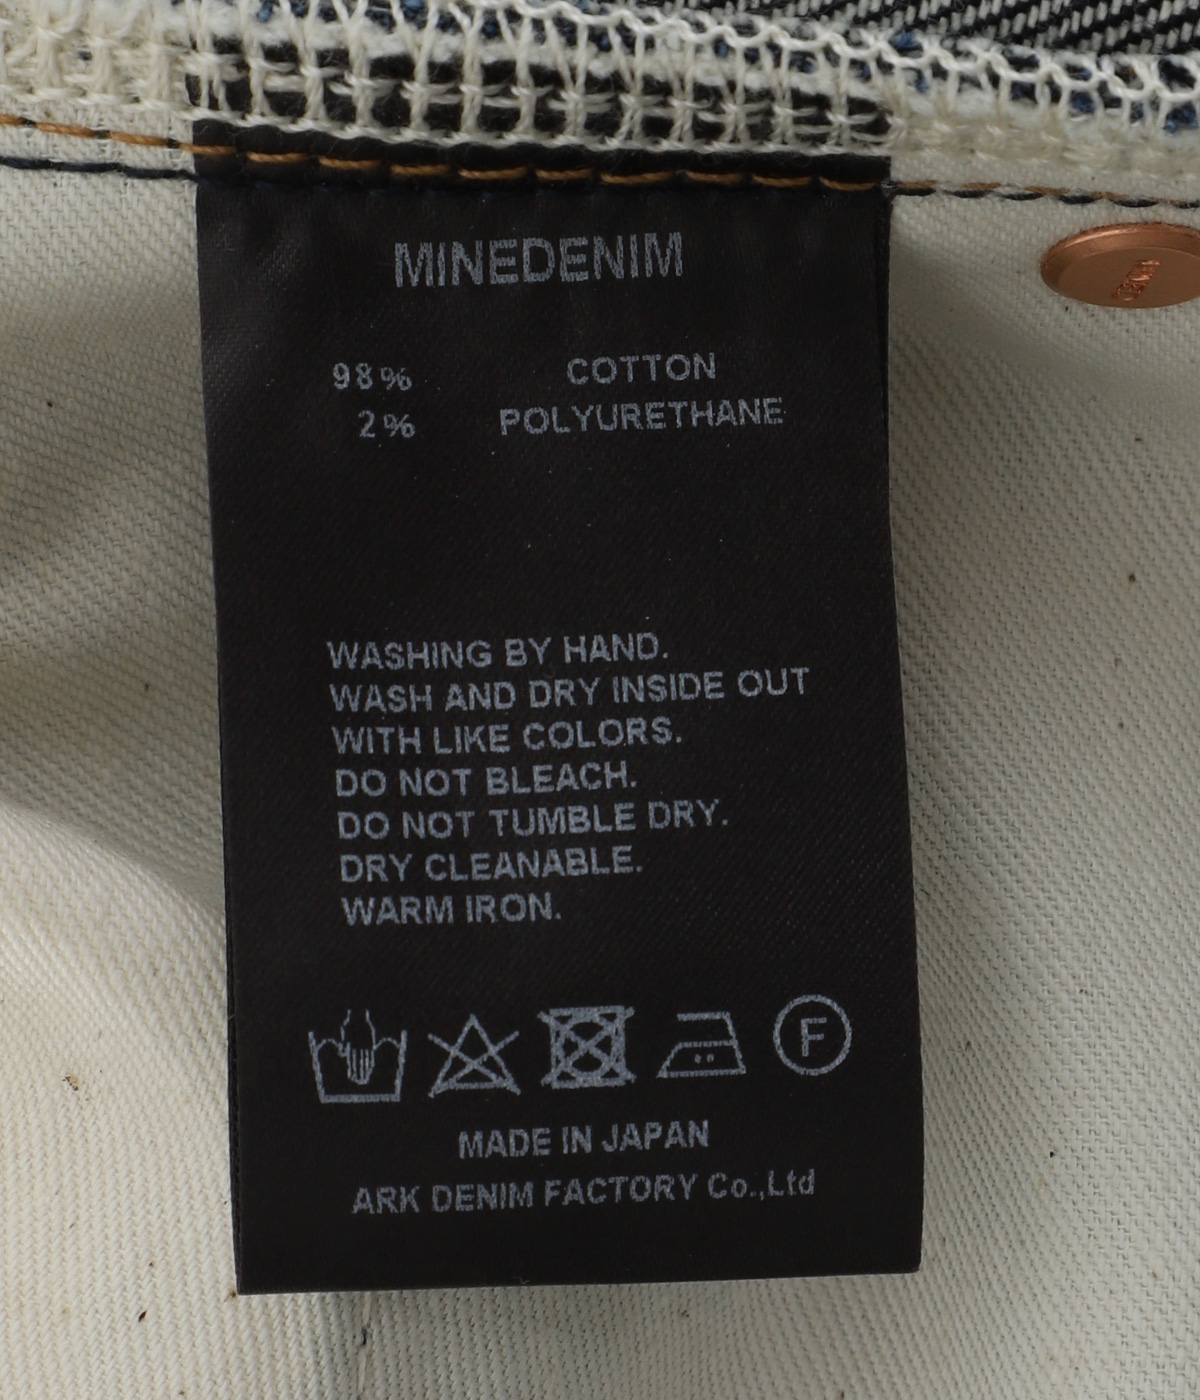 MINEDENIM
98% COTTON
2% POLYURETHANE
WASHING BY HAND.
WASH AND DRY INSIDE OUT
WITH LIKE COLORS.
DO NOT BLEACH.
DO NOT TUMBLE DRY.
DRY CLEANABLE.
WARM IRON.
F
MADE IN JAPAN
ARK DENIM FACTORY Co.,Ltd